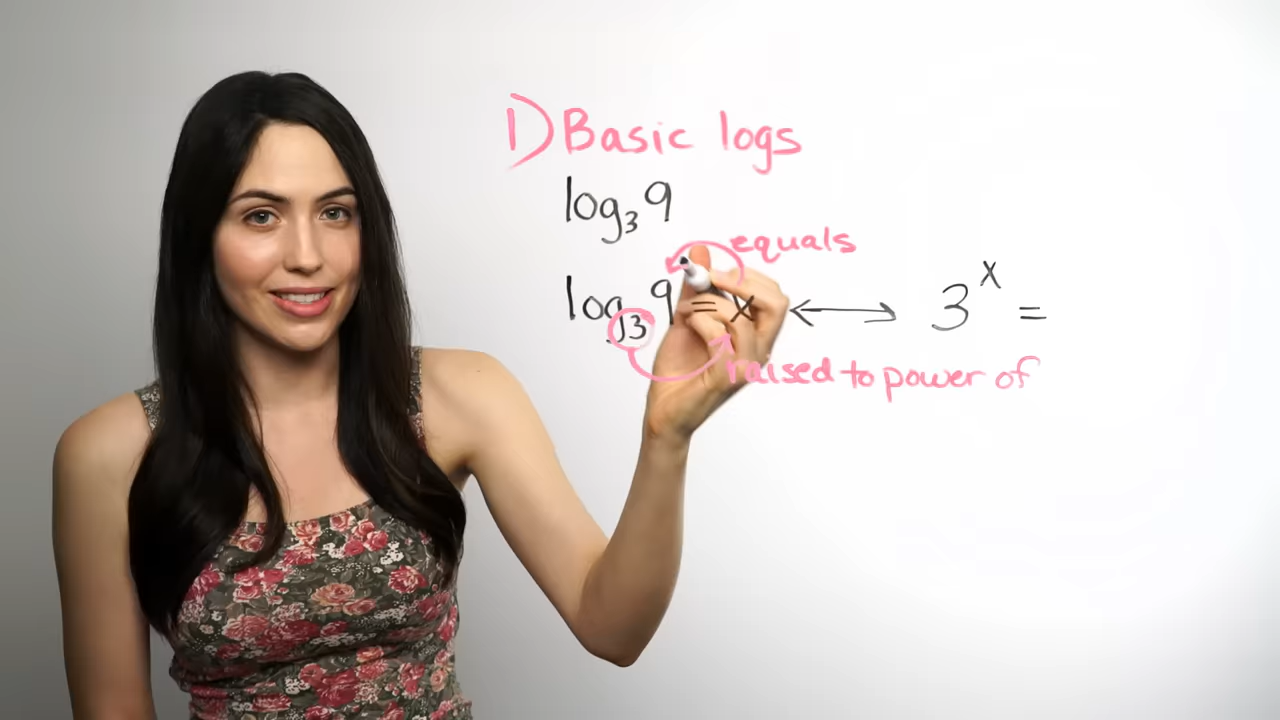 1) Basic logs
log₃9
equals
log₃9 = x ↔ 3ˣ =
raised to power of